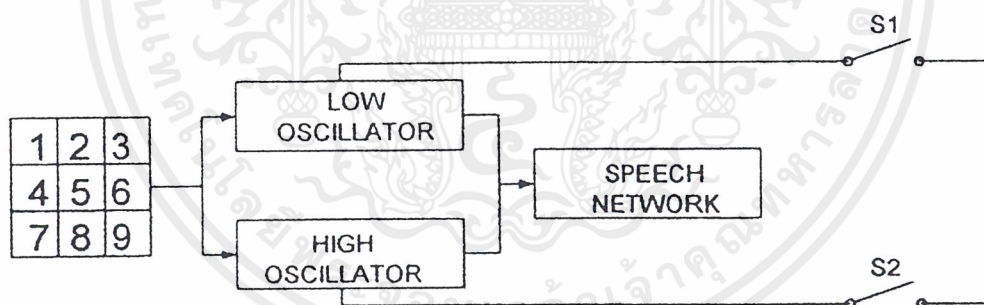 S1
LOW
OSCILLATOR
1 2 3
4 5 6
7 8 9
SPEECH
NETWORK
HIGH
OSCILLATOR
S2